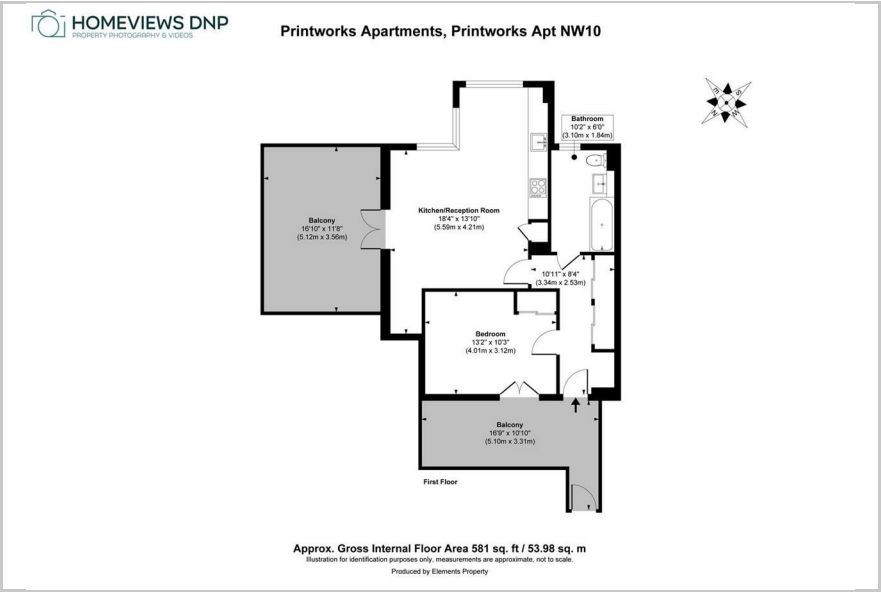 HOMEVIEWS DNP
PROPERTY PHOTOGRAPHY & VIDEOS
Printworks Apartments, Printworks Apt NW10
E
S
N
W
Bathroom
10'2" x 6'0"
(3.10m x 1.84m)
Kitchen/Reception Room
18'4" x 13'10"
(5.59m x 4.21m)
Balcony
16'10" x 11'8"
(5.12m x 3.56m)
10'11" x 8'4"
(3.34m x 2.53m)
Bedroom
13'2" x 10'3"
(4.01m x 3.12m)
Balcony
16'9" x 10'10"
(5.10m x 3.31m)
First Floor
Approx. Gross Internal Floor Area 581 sq. ft / 53.98 sq. m
Illustration for identification purposes only, measurements are approximate, not to scale.
Produced by Elements Property